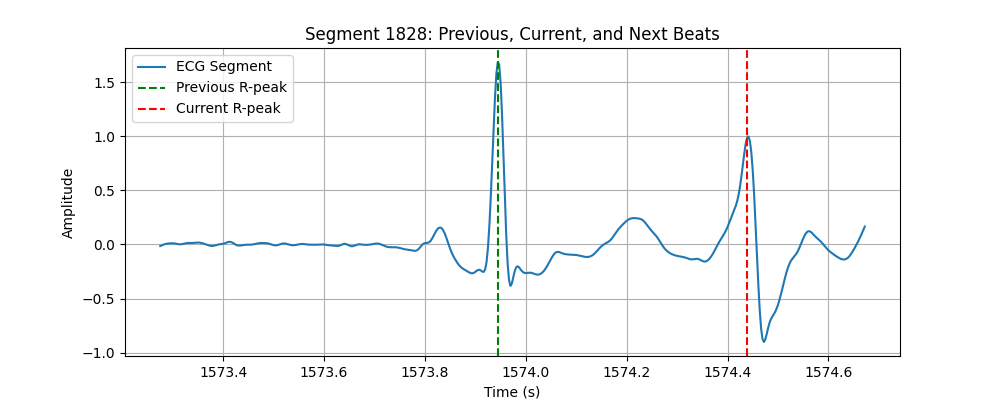 Segment 1828: Previous, Current, and Next Beats
ECG Segment
Previous R-peak
Current R-peak
Amplitude
1.5
1.0
0.5
0.0
−0.5
−1.0
1573.4 1573.6 1573.8 1574.0 1574.2 1574.4 1574.6
Time (s)